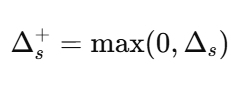 Δ_s^+ = max(0, Δ_s)